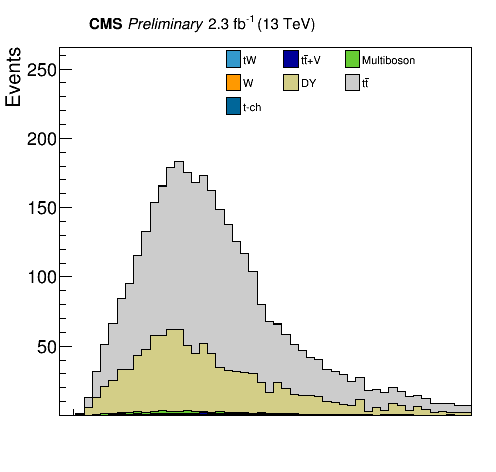 CMS Preliminary 2.3 fb⁻¹ (13 TeV)
Events
250
200
150
100
50
tW tt̄+V Multiboson
W DY tt̄
t-ch